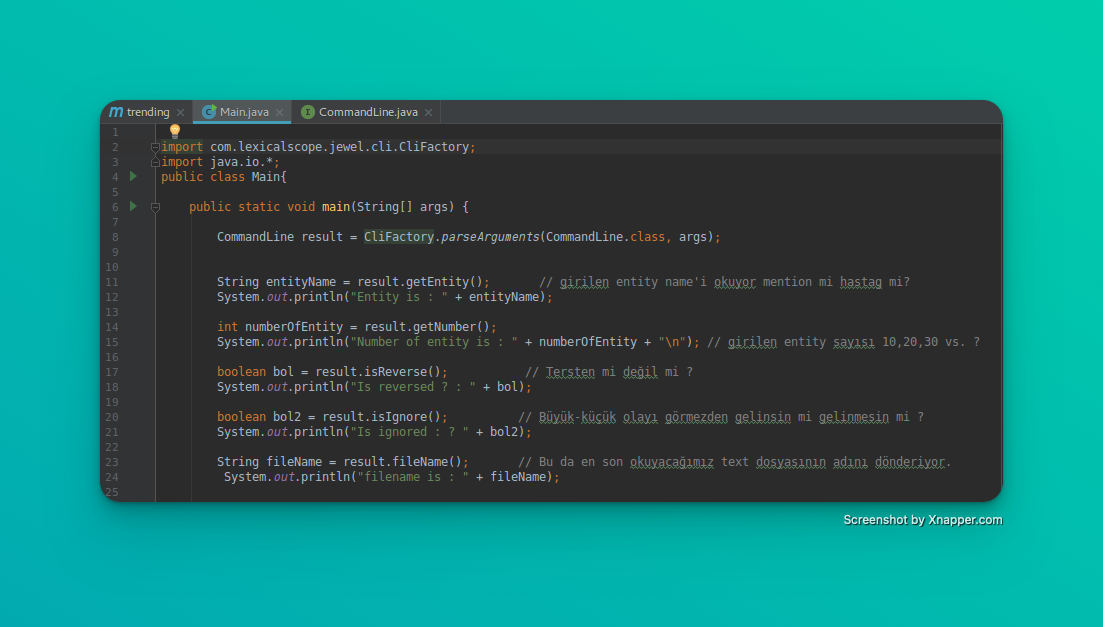 trending Main.java CommandLine.java
1
2 import com.lexicalscope.jewel.cli.CliFactory;
3 import java.io.*;
4 public class Main{
5
6 public static void main(String[] args) {
7
8 CommandLine result = CliFactory.parseArguments(CommandLine.class, args);
9
10
11 String entityName = result.getEntity(); // girilen entity name'i okuyor mention mi hastag mi?
12 System.out.println("Entity is : " + entityName);
13
14 int numberOfEntity = result.getNumber();
15 System.out.println("Number of entity is : " + numberOfEntity + "\n"); // girilen entity sayısı 10,20,30 vs. ?
16
17 boolean bol = result.isReverse(); // Tersten mi değil mi ?
18 System.out.println("Is reversed ? : " + bol);
19
20 boolean bol2 = result.isIgnore(); // Büyük-küçük olayı görmezden gelinsin mi gelinmesin mi ?
21 System.out.println("Is ignored : ? " + bol2);
22
23 String fileName = result.fileName(); // Bu da en son okuyacağımız text dosyasının adını dönderiyor.
24 System.out.println("filename is : " + fileName);
25
Screenshot by Xnapper.com